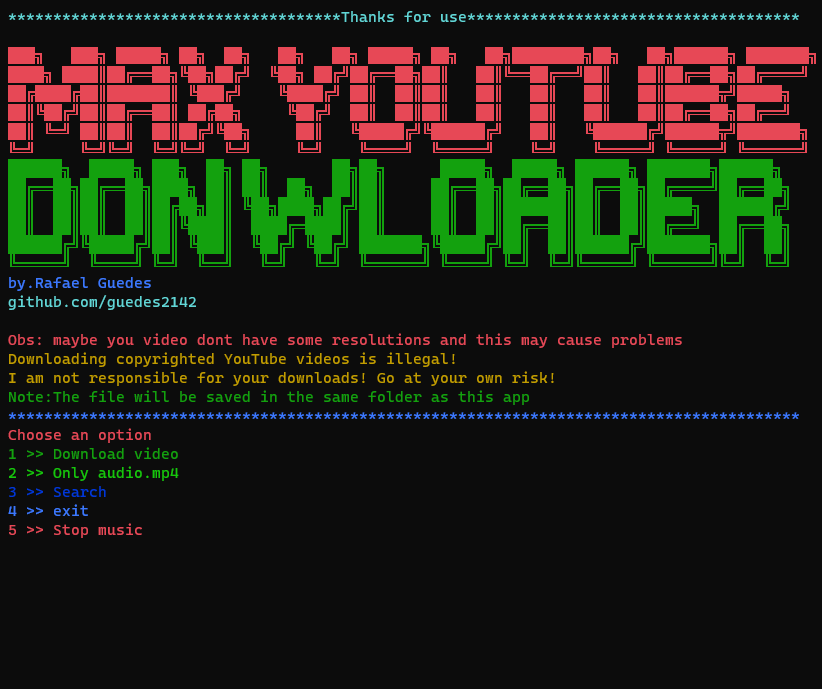 *************************************Thanks for use*************************************
MAX YOUTUBE
DOWNLOADER
by.Rafael Guedes
github.com/guedes2142
Obs: maybe you video dont have some resolutions and this may cause problems
Downloading copyrighted YouTube videos is illegal!
I am not responsible for your downloads! Go at your own risk!
Note:The file will be saved in the same folder as this app
****************************************************************************************
Choose an option
1 >> Download video
2 >> Only audio.mp4
3 >> Search
4 >> exit
5 >> Stop music